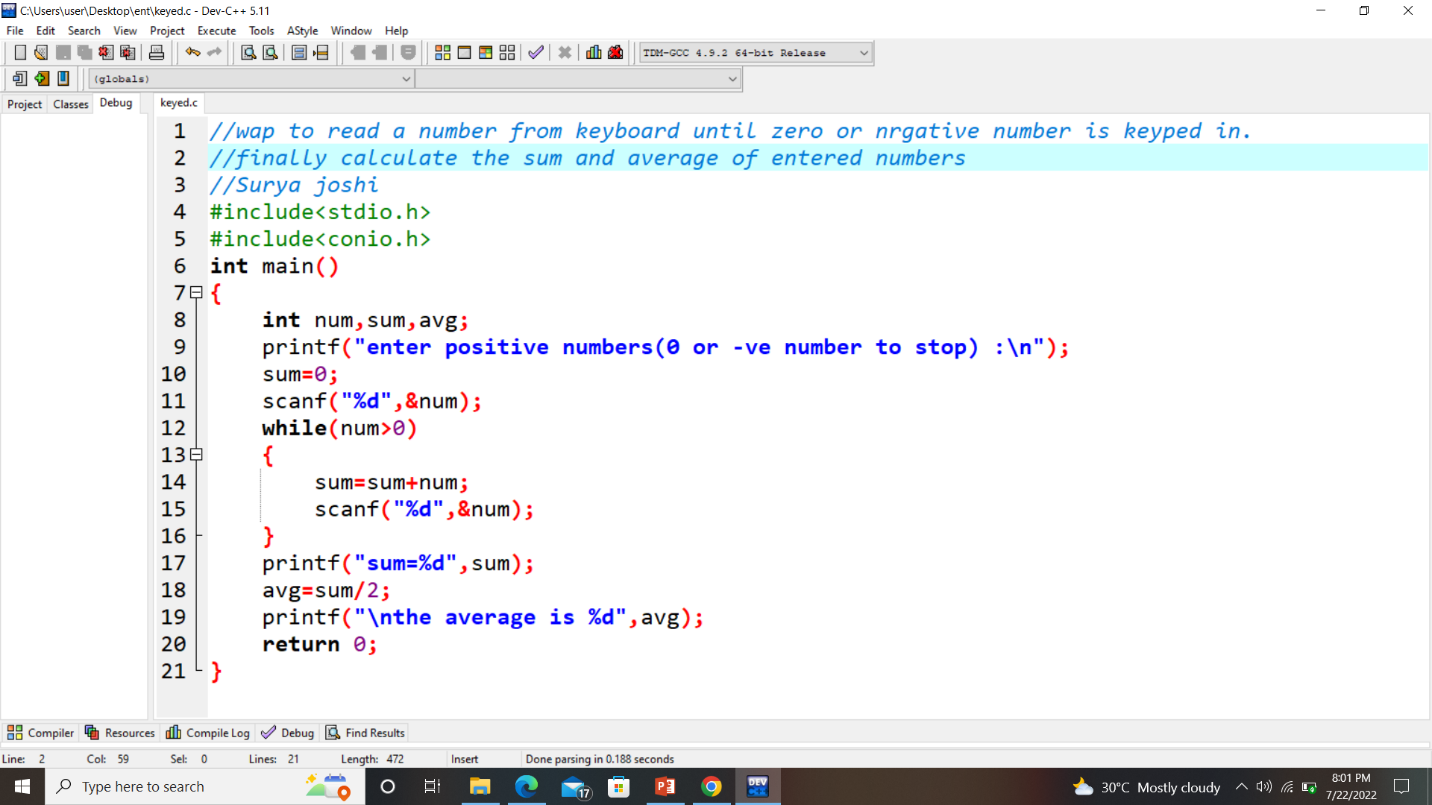 C:\Users\user\Desktop\ent\keyed.c - Dev-C++ 5.11
File Edit Search View Project Execute Tools AStyle Window Help
TDM-GCC 4.9.2 64-bit Release
(globals)
Project Classes Debug keyed.c
1 //wap to read a number from keyboard until zero or nrgative number is keyped in.
2 //finally calculate the sum and average of entered numbers
3 //Surya joshi
4 #include<stdio.h>
5 #include<conio.h>
6 int main()
7 {
8 int num,sum,avg;
9 printf("enter positive numbers(0 or -ve number to stop) :\n");
10 sum=0;
11 scanf("%d",&num);
12 while(num>0)
13 {
14 sum=sum+num;
15 scanf("%d",&num);
16 }
17 printf("sum=%d",sum);
18 avg=sum/2;
19 printf("\nthe average is %d",avg);
20 return 0;
21 }
Compiler Resources Compile Log Debug Find Results
Line: 2 Col: 59 Sel: 0 Lines: 21 Length: 472 Insert Done parsing in 0.188 seconds
Type here to search 17 DEV 30°C Mostly cloudy 8:01 PM
7/22/2022